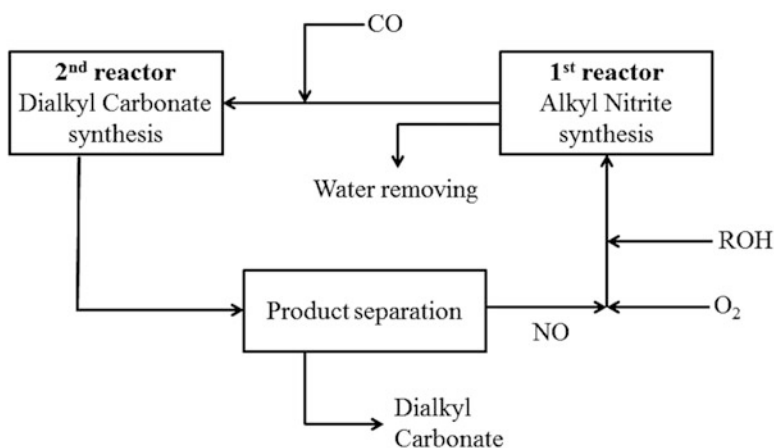 CO
2nd reactor
Dialkyl Carbonate
synthesis
1st reactor
Alkyl Nitrite
synthesis
Water removing
ROH
Product separation
NO
O2
Dialkyl
Carbonate